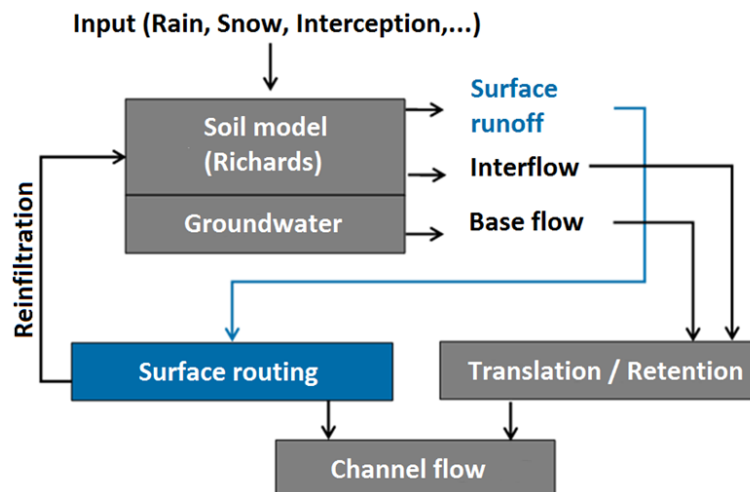 Input (Rain, Snow, Interception,...)
Surface
runoff
Soil model
(Richards)
Interflow
Groundwater
Base flow
Reinfiltration
Surface routing
Translation / Retention
Channel flow